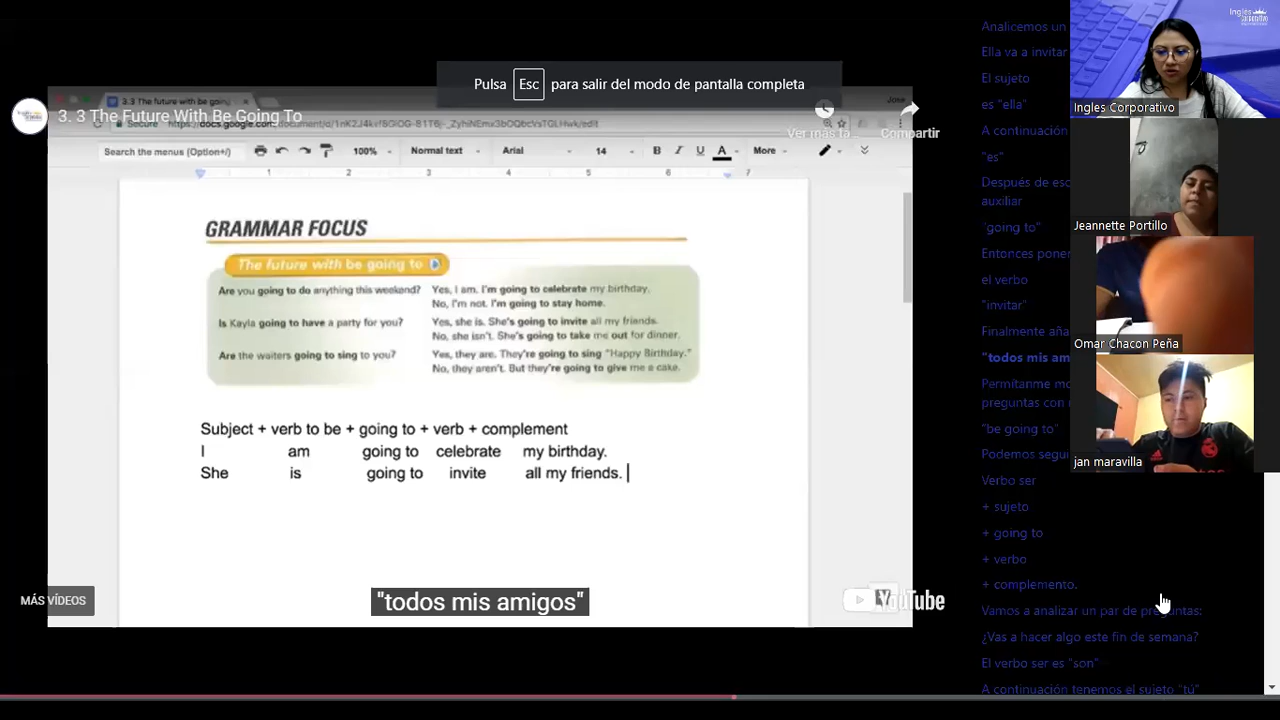 Pulsa Esc para salir del modo de pantalla completa
3. 3 The Future With Be Going To
Ver más ta...
Compartir
Search the menus (Option+/)
100%
Normal text
Arial
14
B I U A
More
1 2 3 4 5 6 7
GRAMMAR FOCUS
The future with be going to
Are you going to do anything this weekend? Yes, I am. I'm going to celebrate my birthday.
No, I'm not. I'm going to stay home.
Is Kayla going to have a party for you? Yes, she is. She's going to invite all my friends.
No, she isn't. She's going to take me out for dinner.
Are the waiters going to sing to you? Yes, they are. They're going to sing "Happy Birthday."
No, they aren't. But they're going to give me a cake.
Subject + verb to be + going to + verb + complement
I am going to celebrate my birthday.
She is going to invite all my friends.
"todos mis amigos"
MÁS VÍDEOS
YouTube
Analicemos un
Ella va a invitar
El sujeto
es "ella"
A continuación
"es"
Después de
auxiliar
"going to"
Entonces
el verbo
"invitar"
Finalmente
"todos mis
Permítanme
preguntas con
"be going to"
Podemos
Verbo ser
+ sujeto
+ going to
+ verbo
+ complemento.
Vamos a analizar un par de preguntas:
¿Vas a hacer algo este fin de semana?
El verbo ser es "son"
A continuación tenemos el sujeto "tú"
Ingles Corporativo
Jeannette Portillo
Omar Chacon Peña
jan maravilla